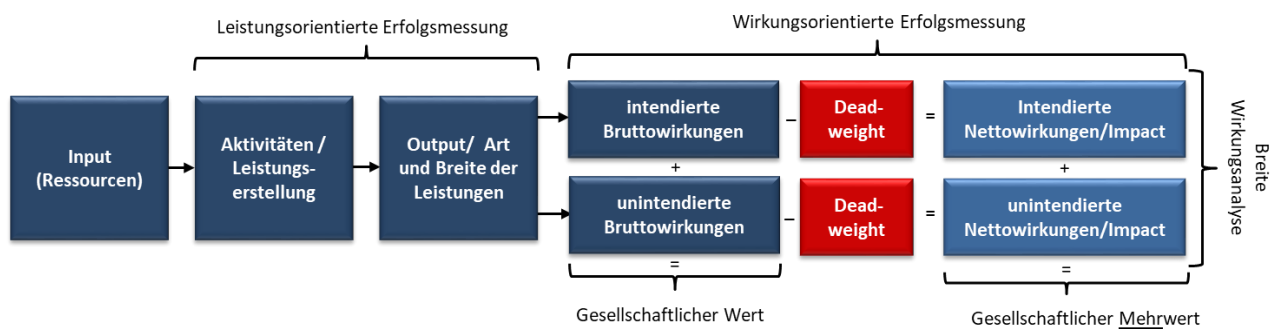 Leistungsorientierte Erfolgsmessung
Wirkungsorientierte Erfolgsmessung
Input
(Ressourcen)
Aktivitäten /
Leistungs-
erstellung
Output/ Art
und Breite der
Leistungen
intendierte
Bruttowirkungen
–
Dead-
weight
=
Intendierte
Nettowirkungen/Impact
+
+
unintendierte
Bruttowirkungen
–
Dead-
weight
=
unintendierte
Nettowirkungen/Impact
=
=
Gesellschaftlicher Wert
Gesellschaftlicher Mehrwert
Breite
Wirkungsanalyse